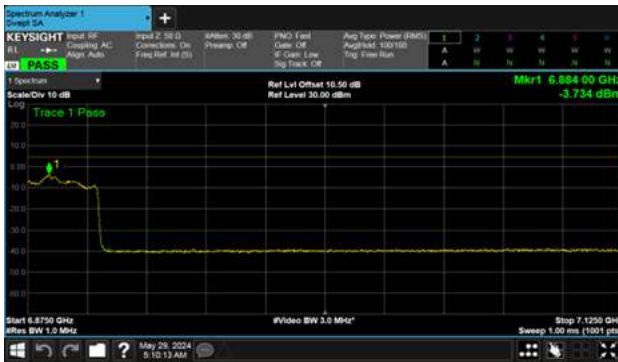 Spectrum Analyzer 1
Swept SA
+
KEYSIGHT Input: RF
RL Coupling: AC
Align: Auto
Input Z: 50 Ω
Corrections: On
Freq Ref: Int (S)
#Atten: 30 dB
Preamp: Off
PNO: Fast
Gate: Off
IF Gain: Low
Sig Track: Off
Avg Type: Power (RMS)
Avg|Hold: 100/100
Trig: Free Run
1 2 3 4 5 6
A W W W W W
A N N N N N
PASS
1 Spectrum
Scale/Div 10 dB
Ref Lvl Offset 10.50 dB
Ref Level 30.00 dBm
Mkr1 6.884 00 GHz
-3.734 dBm
Log
Trace 1 Pass
20.0
10.0
0.00
-10.0
-20.0
-30.0
-40.0
-50.0
-60.0
1
Start 6.8750 GHz
#Res BW 1.0 MHz
#Video BW 3.0 MHz*
Stop 7.1250 GH
Sweep 1.00 ms (1001 pts
May 29, 2024
5:10:13 AM